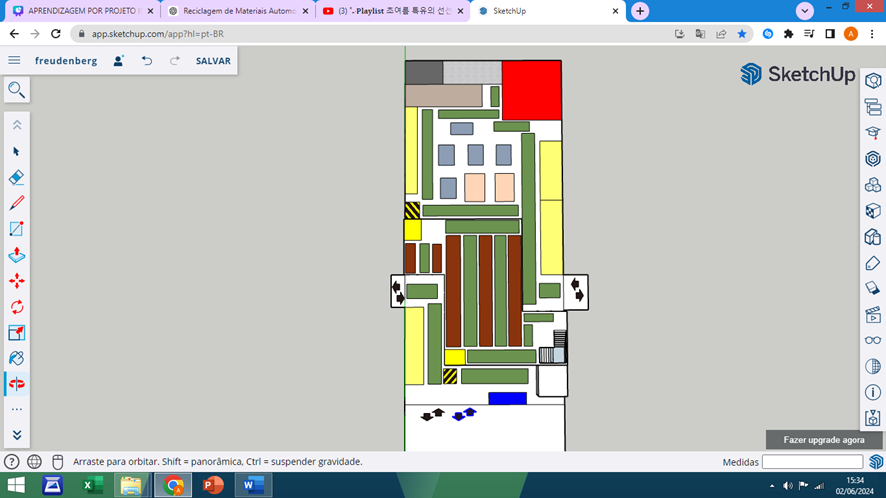 APRENDIZAGEM POR PROJETO I
Reciclagem de Materiais Automo
(3) °- Playlist 초여름 특유의 선선
SketchUp
app.sketchup.com/app?hl=pt-BR
A
freudenberg
SALVAR
SketchUp
Fazer upgrade agora
Arraste para orbitar. Shift = panorâmica, Ctrl = suspender gravidade.
Medidas
15:34
02/06/2024